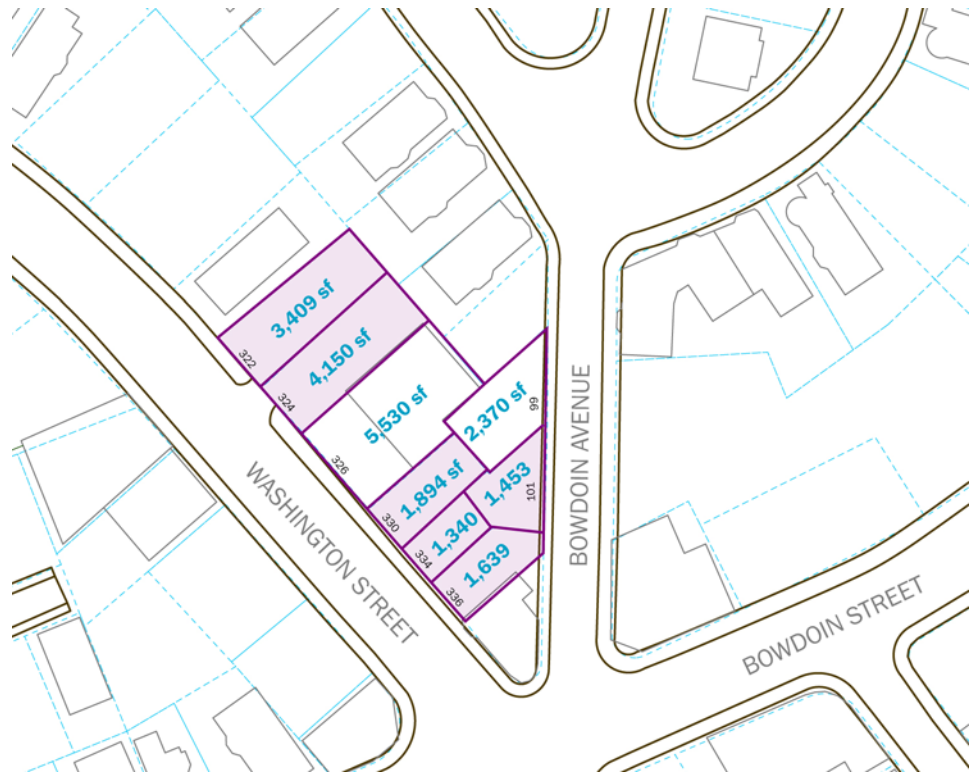 3,409 sf
322
4,150 sf
324
5,530 sf
326
2,370 sf
99
1,894 sf
330
1,453
101
1,340
334
1,639
336
WASHINGTON STREET
BOWDOIN AVENUE
BOWDOIN STREET